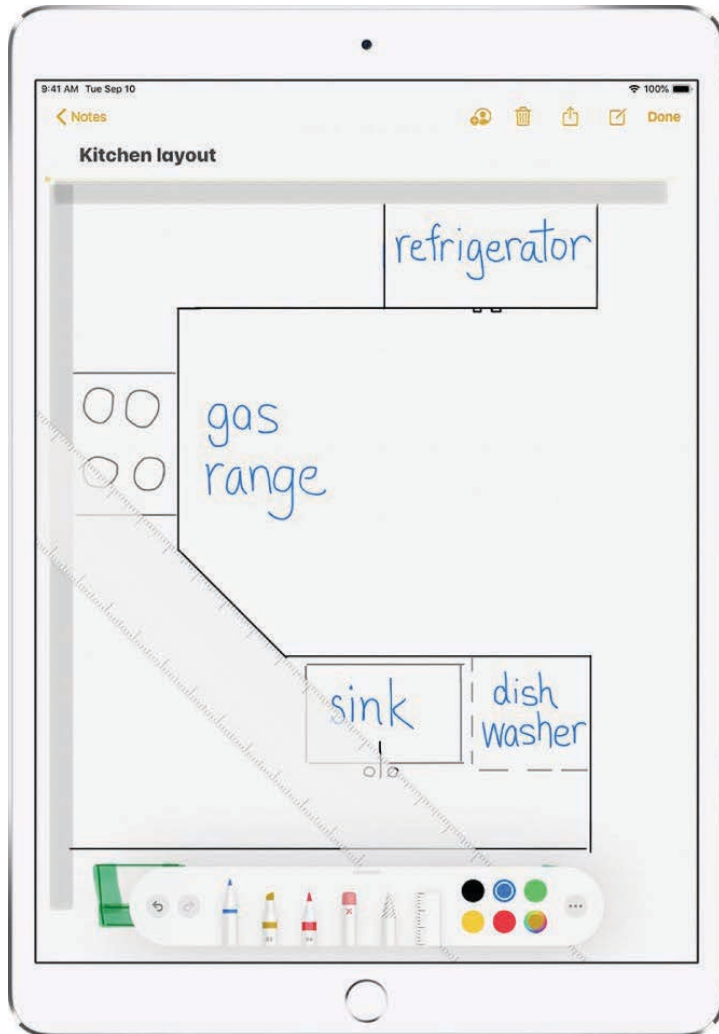 9:41 AM Tue Sep 10
100%
Notes
Done
Kitchen layout
refrigerator
gas
range
sink
dish
washer